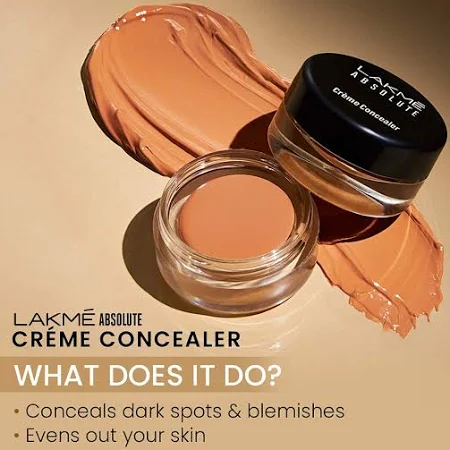 LAKMÉ
ABSOLUTE
Crème Concealer
LAKMÉ ABSOLUTE
CRÉME CONCEALER
WHAT DOES IT DO?
• Conceals dark spots & blemishes
• Evens out your skin